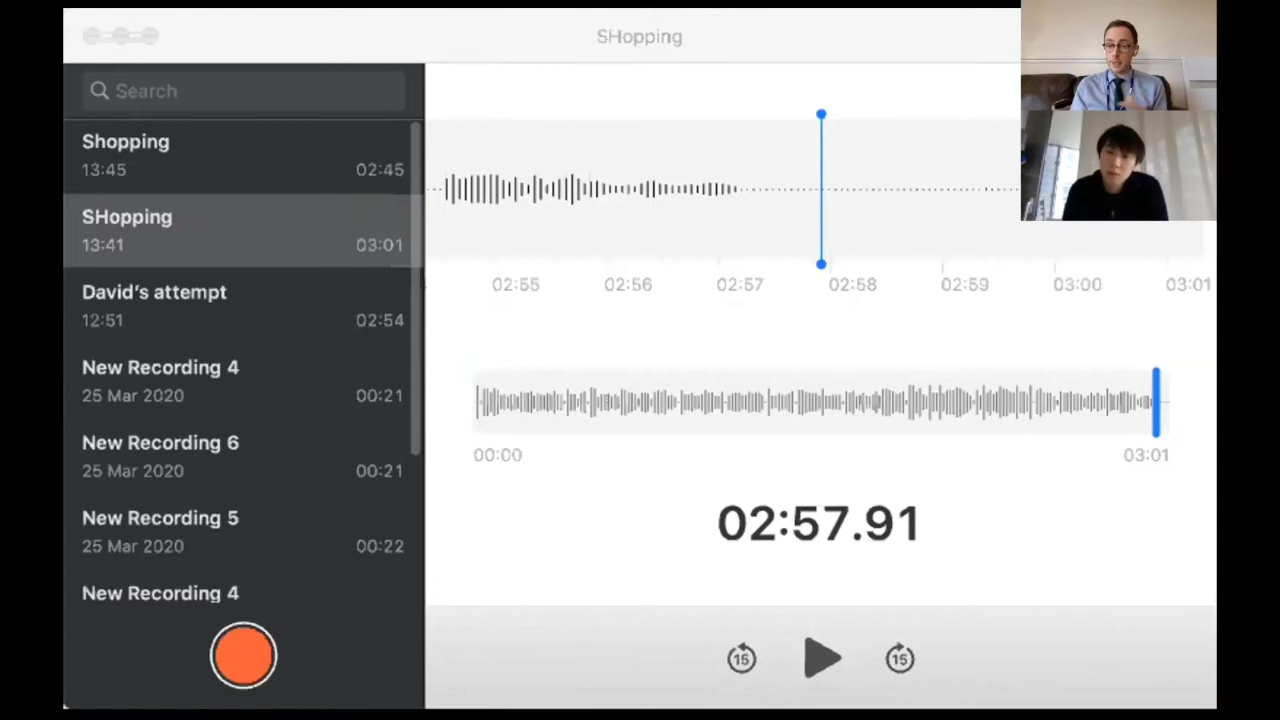 SHopping
Search
Shopping
13:45 02:45
SHopping
13:41 03:01
David's attempt
12:51 02:54
New Recording 4
25 Mar 2020 00:21
New Recording 6
25 Mar 2020 00:21
New Recording 5
25 Mar 2020 00:22
New Recording 4
02:55 02:56 02:57 02:58 02:59 03:00 03:01
00:00 03:01
02:57.91
15 15